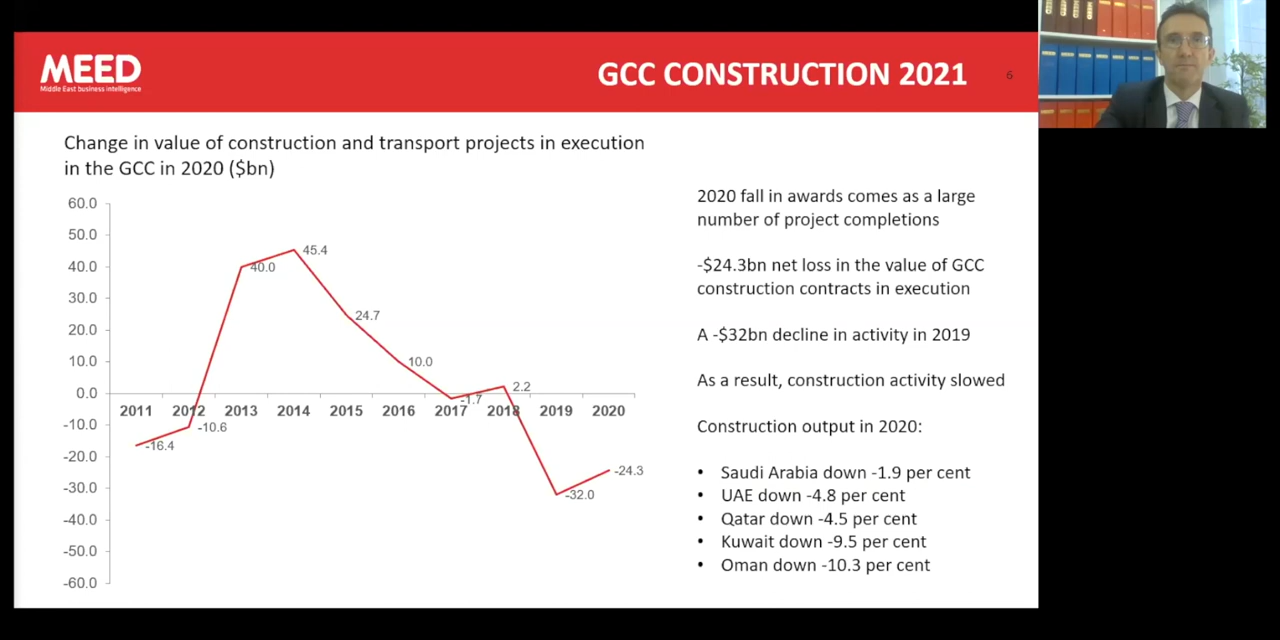 MEED
Middle East business intelligence
GCC CONSTRUCTION 2021
6
Change in value of construction and transport projects in execution
in the GCC in 2020 ($bn)
60.0
50.0
40.0
30.0
20.0
10.0
0.0
-10.0
-20.0
-30.0
-40.0
-50.0
-60.0
2011
2012
2013
2014
2015
2016
2017
2018
2019
2020
-16.4
-10.6
40.0
45.4
24.7
10.0
-1.7
2.2
-32.0
-24.3
2020 fall in awards comes as a large
number of project completions
-$24.3bn net loss in the value of GCC
construction contracts in execution
A -$32bn decline in activity in 2019
As a result, construction activity slowed
Construction output in 2020:
• Saudi Arabia down -1.9 per cent
• UAE down -4.8 per cent
• Qatar down -4.5 per cent
• Kuwait down -9.5 per cent
• Oman down -10.3 per cent